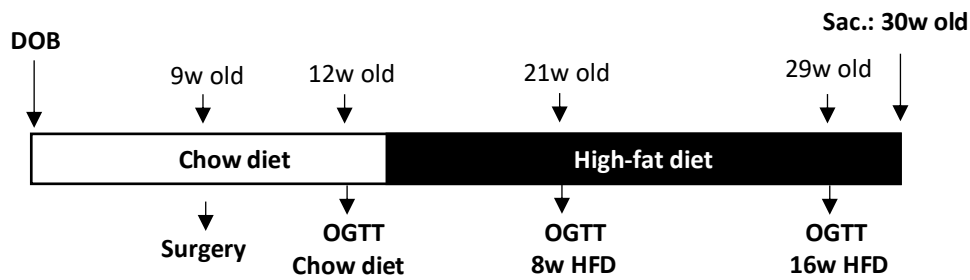 Sac.: 30w old
DOB
9w old
12w old
21w old
29w old
Chow diet
High-fat diet
Surgery
OGTT
Chow diet
OGTT
8w HFD
OGTT
16w HFD